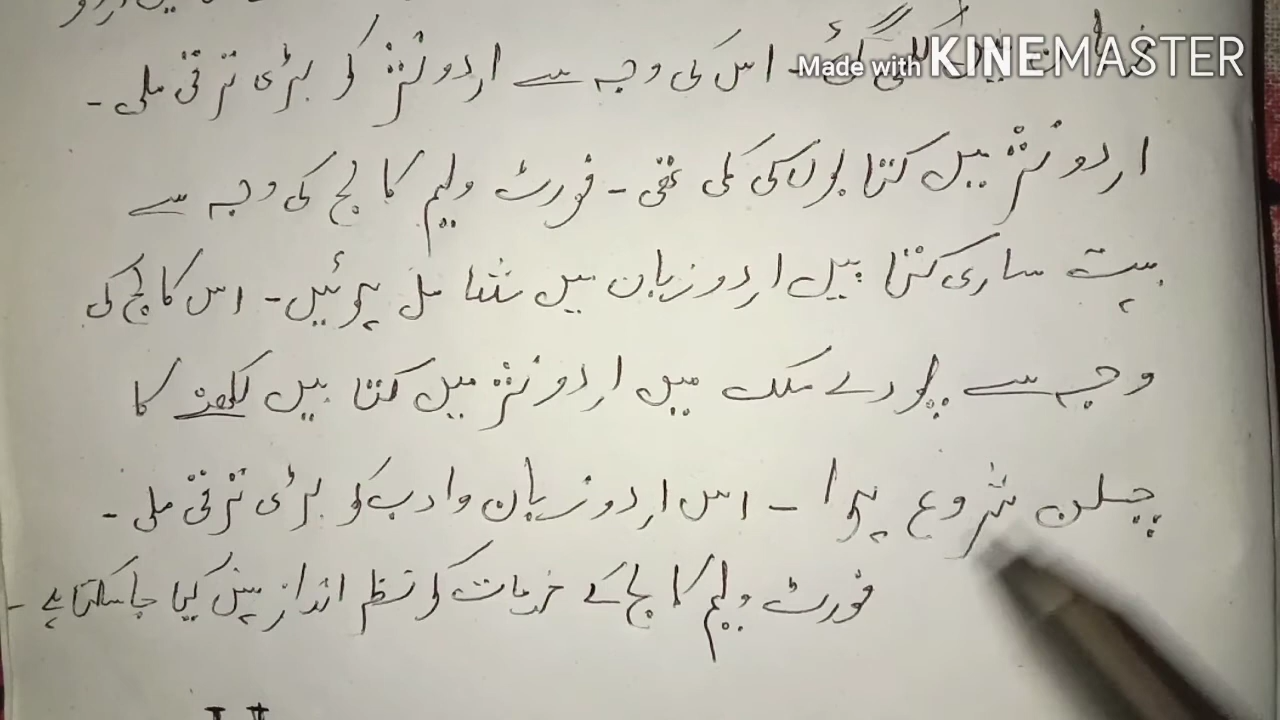 گئی۔ اس کی وجہ سے اردو نثر کو بڑی ترقی ملی۔
Made with KINEMASTER
اردو نثر میں کتابوں کی کمی تھی۔ فورٹ ولیم کالج کی وجہ سے
بہت ساری کتابیں اردو زبان میں شامل ہوئیں۔ اس کالج کی
وجہ سے پورے ملک میں اردو نثر میں کتابیں لکھنے کا
چلن شروع ہوا۔ اس اردو زبان و ادب کو بڑی ترقی ملی۔
فورٹ ولیم کالج کے خدمات کو نظر انداز نہیں کیا جا سکتا ہے۔